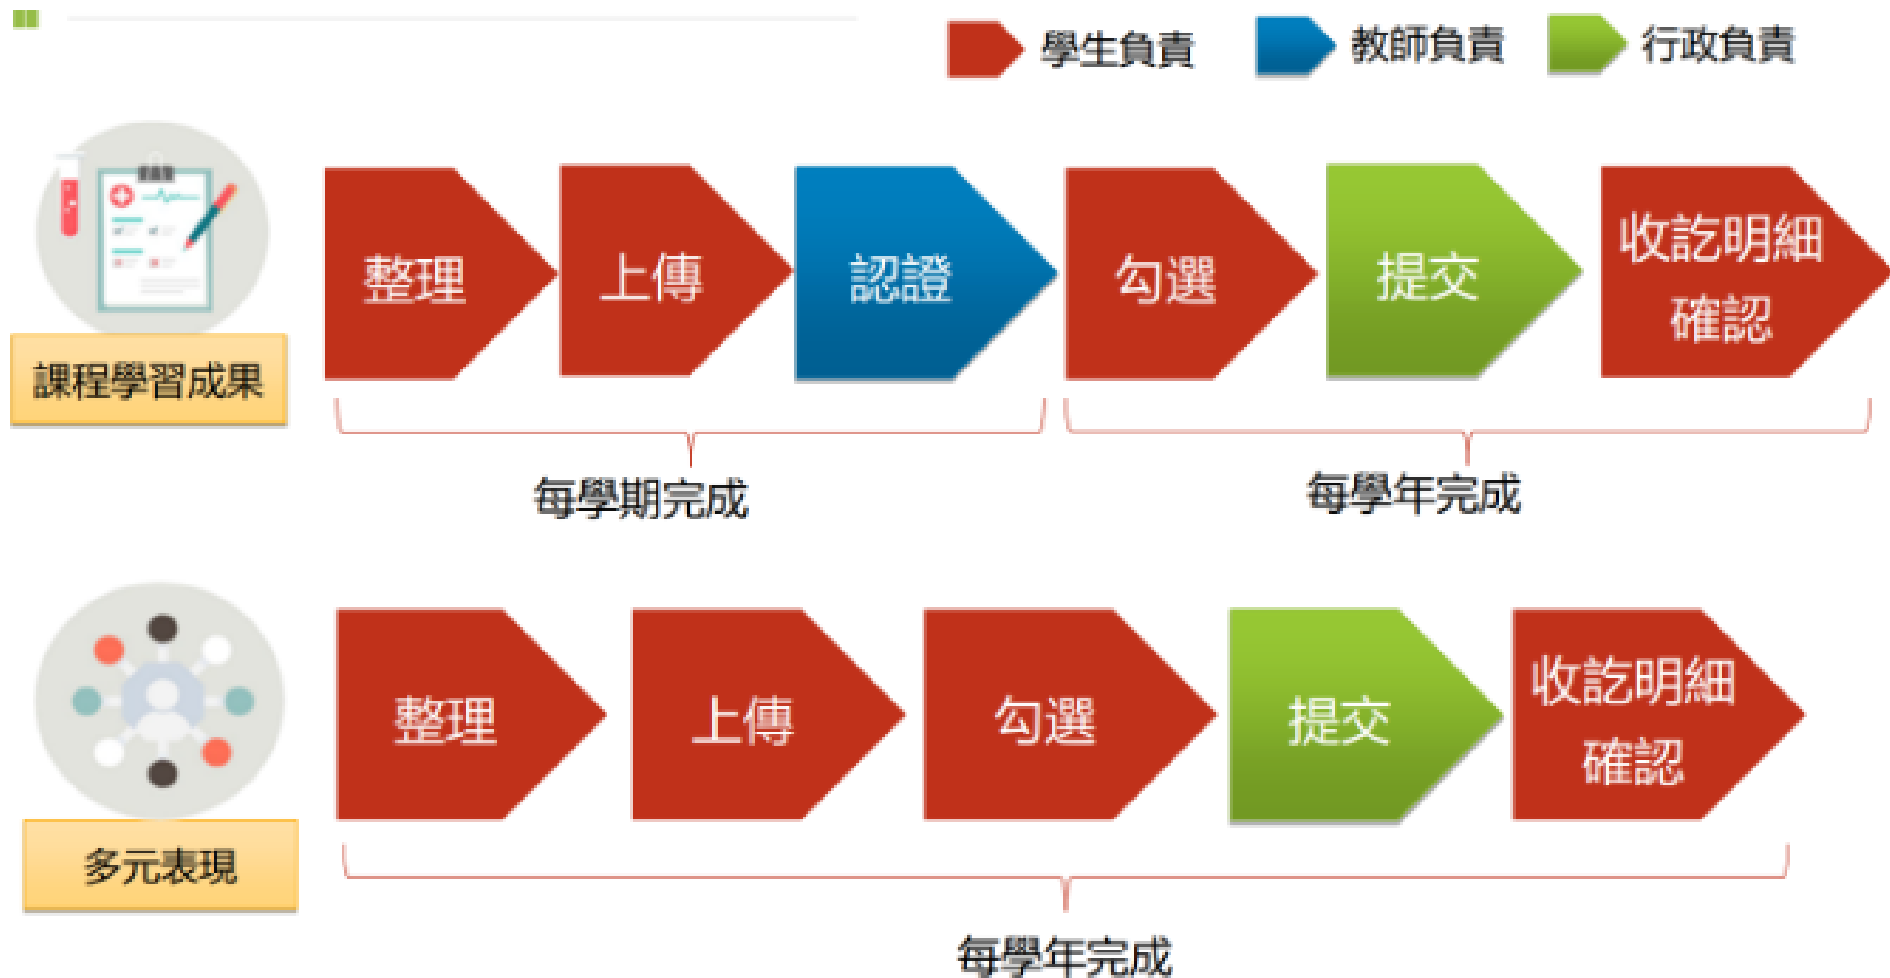 學生負責
教師負責
行政負責
整理
上傳
認證
勾選
提交
收訖明細
確認
課程學習成果
每學期完成
每學年完成
整理
上傳
勾選
提交
收訖明細
確認
多元表現
每學年完成